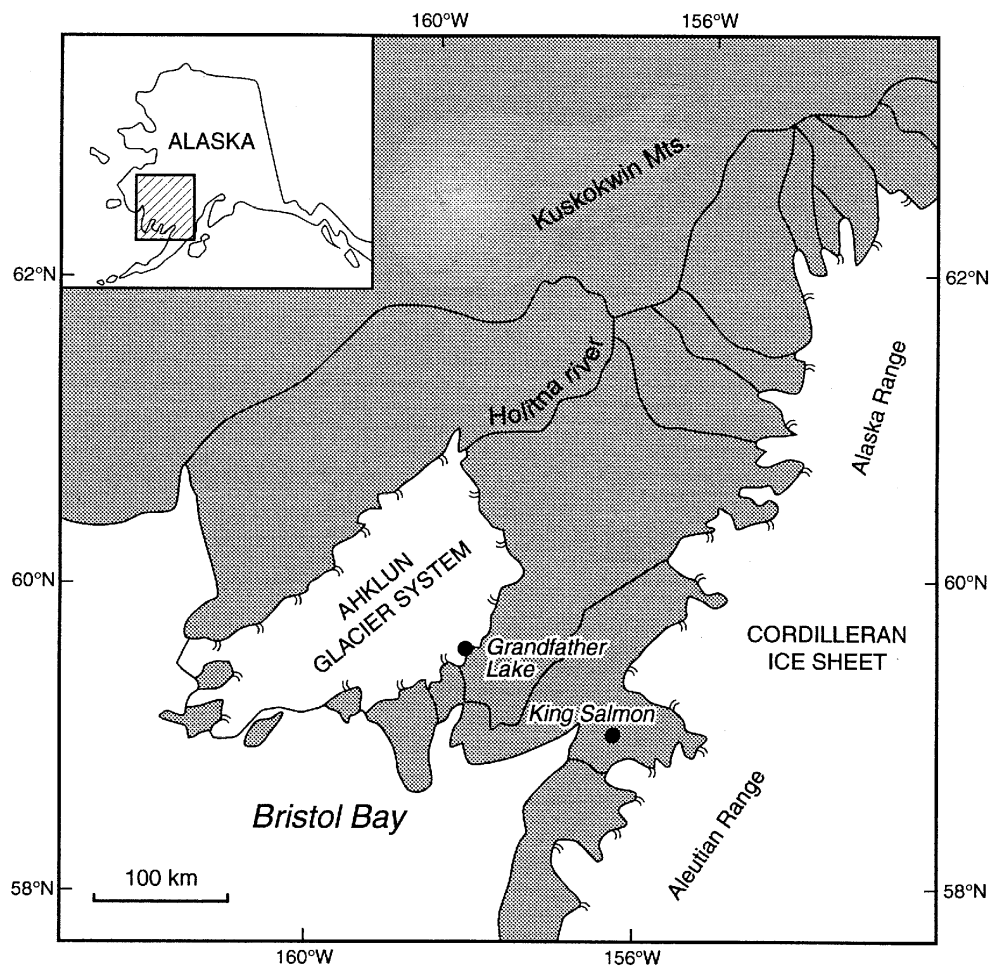 160°W
156°W
ALASKA
Kuskokwin Mts.
62°N
62°N
Holitna river
Alaska Range
60°N
60°N
AHKLUN
GLACIER SYSTEM
CORDILLERAN
ICE SHEET
Grandfather
Lake
King Salmon
Bristol Bay
Aleutian Range
100 km
58°N
58°N
160°W
156°W